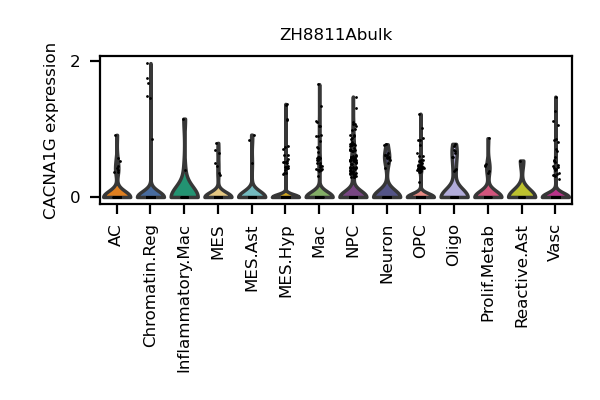 ZH8811Abulk
CACNA1G expression
2
0
AC
Chromatin.Reg
Inflammatory.Mac
MES
MES.Ast
MES.Hyp
Mac
NPC
Neuron
OPC
Oligo
Prolif.Metab
Reactive.Ast
Vasc